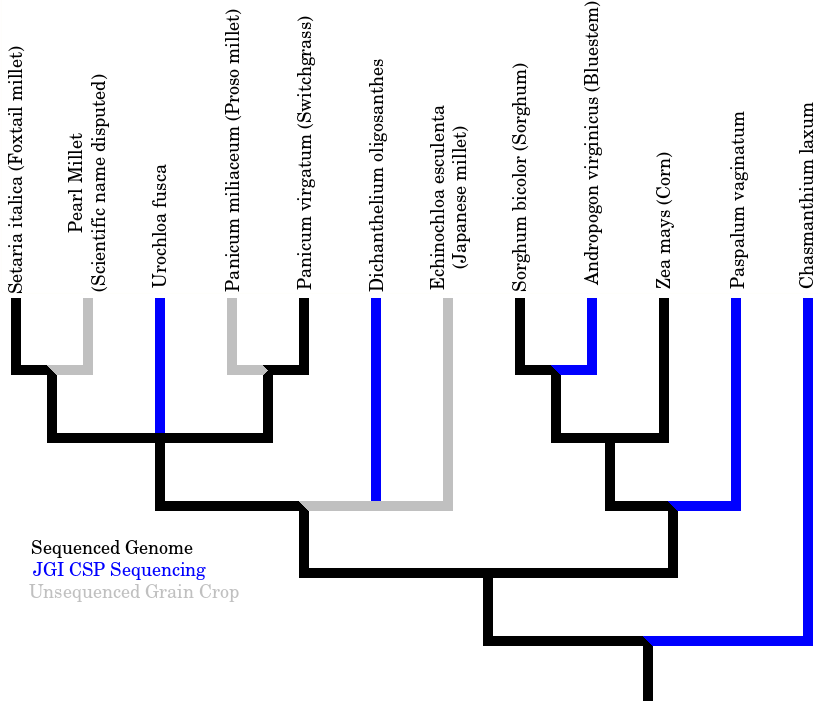 Setaria italica (Foxtail millet)
Pearl Millet
(Scientific name disputed)
Urochloa fusca
Panicum miliaceum (Proso millet)
Panicum virgatum (Switchgrass)
Dichanthelium oligosanthes
Echinochloa esculenta
(Japanese millet)
Sorghum bicolor (Sorghum)
Andropogon virginicus (Bluestem)
Zea mays (Corn)
Paspalum vaginatum
Chasmanthium laxum
Sequenced Genome
JGI CSP Sequencing
Unsequenced Grain Crop